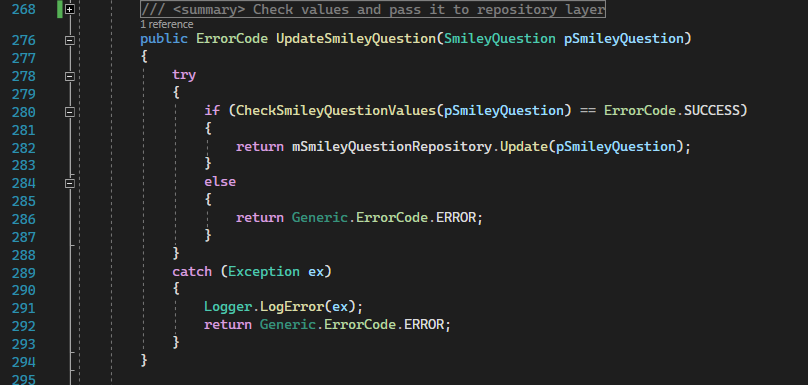 268 /// <summary> Check values and pass it to repository layer
1 reference
276 public ErrorCode UpdateSmileyQuestion(SmileyQuestion pSmileyQuestion)
277 {
278 try
279 {
280 if (CheckSmileyQuestionValues(pSmileyQuestion) == ErrorCode.SUCCESS)
281 {
282 return mSmileyQuestionRepository.Update(pSmileyQuestion);
283 }
284 else
285 {
286 return Generic.ErrorCode.ERROR;
287 }
288 }
289 catch (Exception ex)
290 {
291 Logger.LogError(ex);
292 return Generic.ErrorCode.ERROR;
293 }
294 }
295